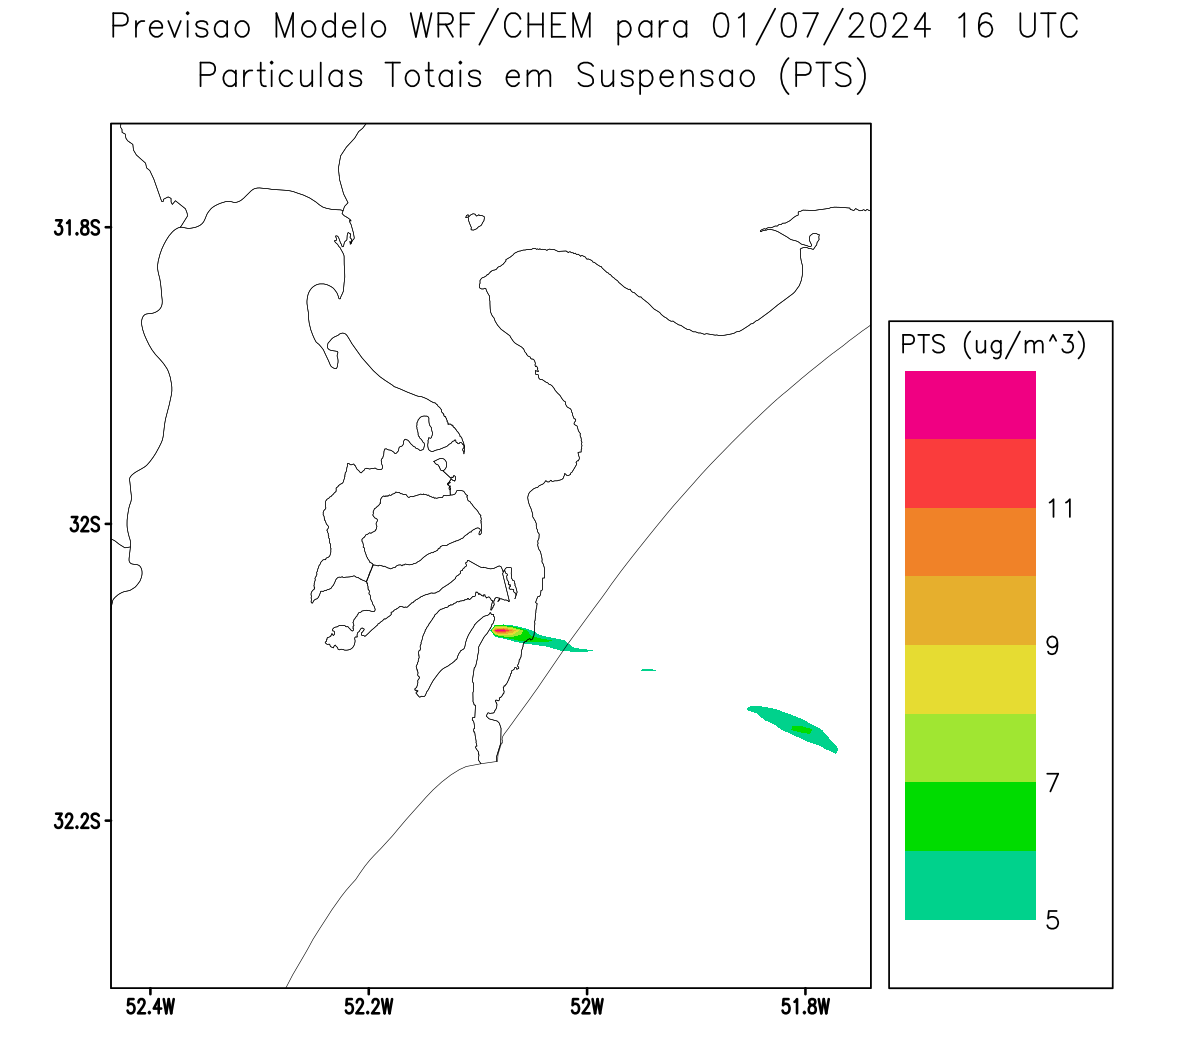 Previsao Modelo WRF/CHEM para 01/07/2024 16 UTC
Particulas Totais em Suspensao (PTS)
31.8S
32S
32.2S
52.4W
52.2W
52W
51.8W
PTS (ug/m^3)
11
9
7
5